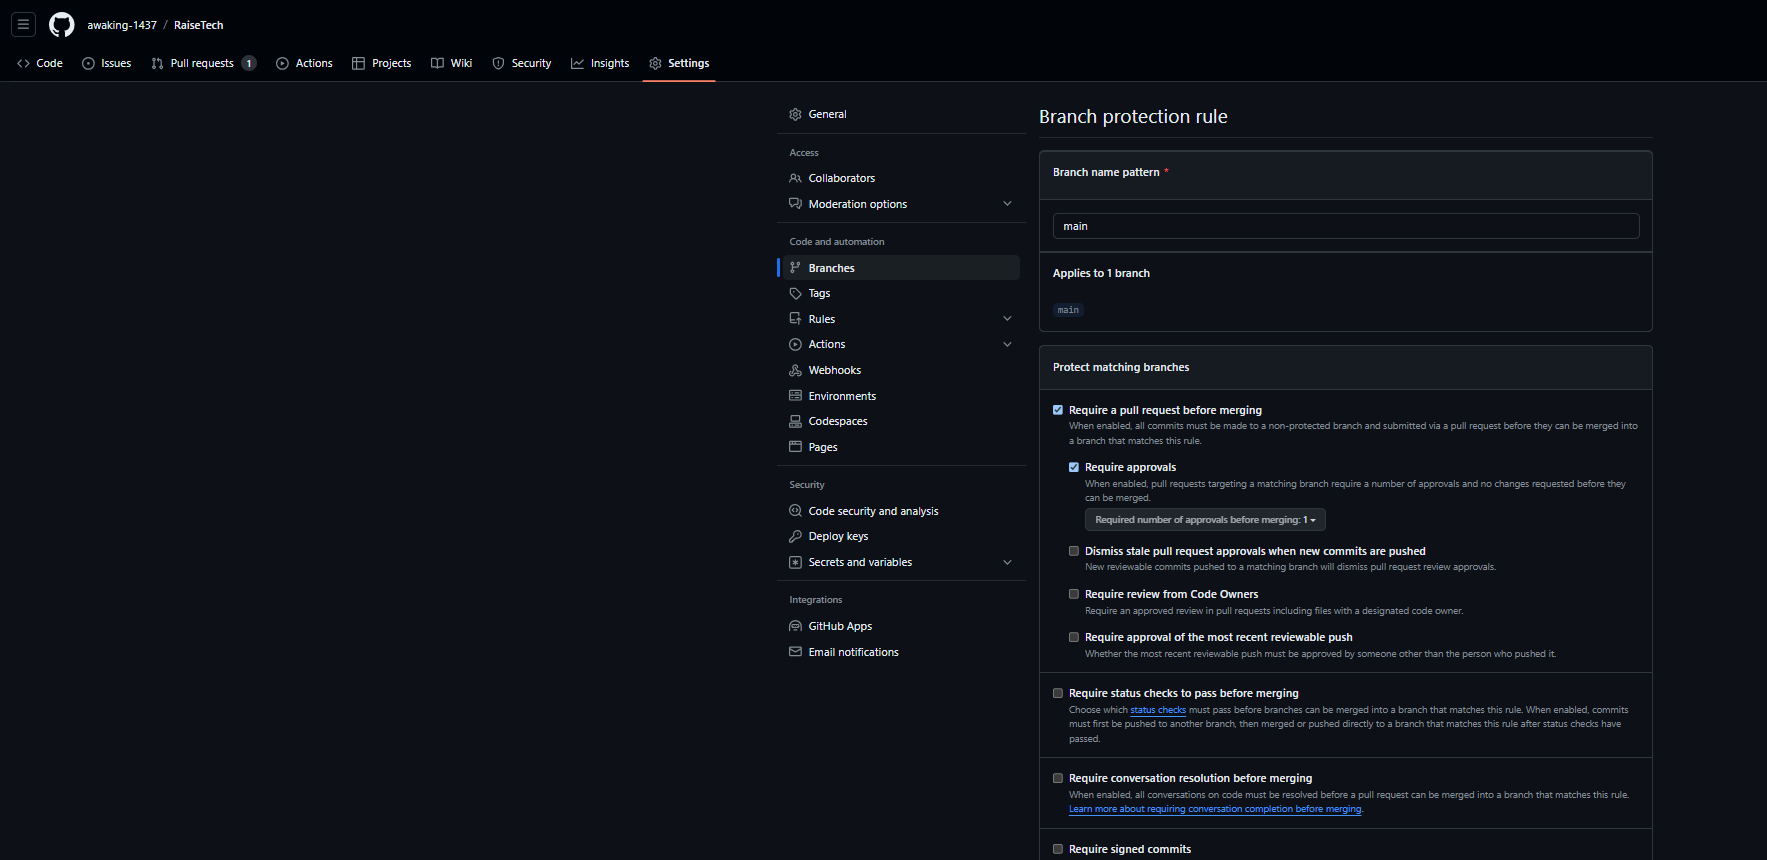 awaking-1437 / RaiseTech
Code Issues Pull requests 1 Actions Projects Wiki Security Insights Settings
General
Access
Collaborators
Moderation options
Code and automation
Branches
Tags
Rules
Actions
Webhooks
Environments
Codespaces
Pages
Security
Code security and analysis
Deploy keys
Secrets and variables
Integrations
GitHub Apps
Email notifications
Branch protection rule
Branch name pattern *
main
Applies to 1 branch
main
Protect matching branches
Require a pull request before merging
When enabled, all commits must be made to a non-protected branch and submitted via a pull request before they can be merged into
a branch that matches this rule.
Require approvals
When enabled, pull requests targeting a matching branch require a number of approvals and no changes requested before they
can be merged.
Required number of approvals before merging: 1
Dismiss stale pull request approvals when new commits are pushed
New reviewable commits pushed to a matching branch will dismiss pull request review approvals.
Require review from Code Owners
Require an approved review in pull requests including files with a designated code owner.
Require approval of the most recent reviewable push
Whether the most recent reviewable push must be approved by someone other than the person who pushed it.
Require status checks to pass before merging
Choose which status checks must pass before branches can be merged into a branch that matches this rule. When enabled, commits
must first be pushed to another branch, then merged or pushed directly to a branch that matches this rule after status checks have
passed.
Require conversation resolution before merging
When enabled, all conversations on code must be resolved before a pull request can be merged into a branch that matches this rule.
Learn more about requiring conversation completion before merging.
Require signed commits